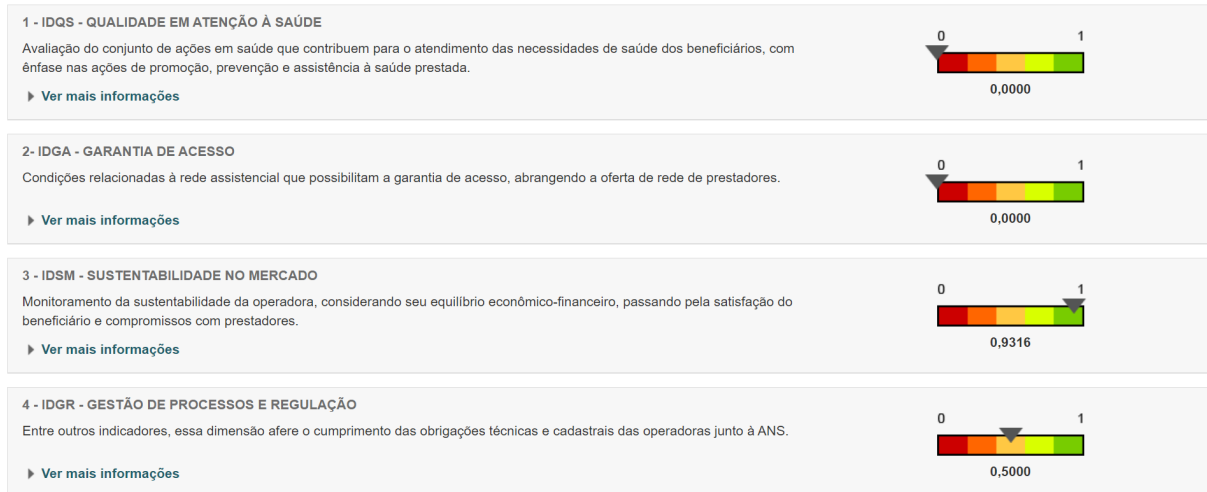 1 - IDQS - QUALIDADE EM ATENÇÃO À SAÚDE
Avaliação do conjunto de ações em saúde que contribuem para o atendimento das necessidades de saúde dos beneficiários, com
ênfase nas ações de promoção, prevenção e assistência à saúde prestada.
Ver mais informações
0 1
0,0000
2- IDGA - GARANTIA DE ACESSO
Condições relacionadas à rede assistencial que possibilitam a garantia de acesso, abrangendo a oferta de rede de prestadores.
Ver mais informações
0 1
0,0000
3 - IDSM - SUSTENTABILIDADE NO MERCADO
Monitoramento da sustentabilidade da operadora, considerando seu equilíbrio econômico-financeiro, passando pela satisfação do
beneficiário e compromissos com prestadores.
Ver mais informações
0 1
0,9316
4 - IDGR - GESTÃO DE PROCESSOS E REGULAÇÃO
Entre outros indicadores, essa dimensão afere o cumprimento das obrigações técnicas e cadastrais das operadoras junto à ANS.
Ver mais informações
0 1
0,5000